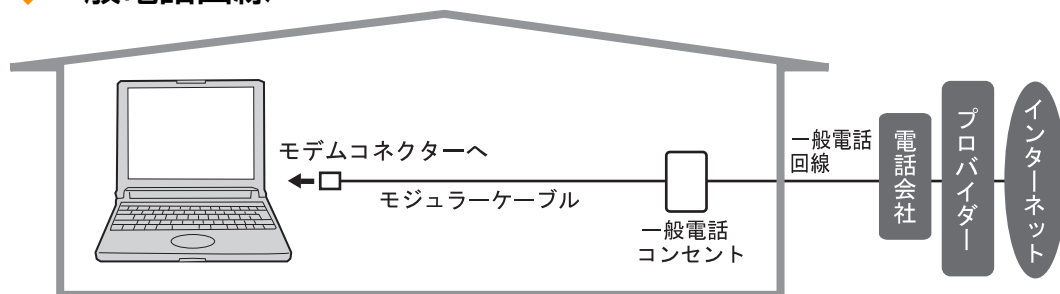 一般電話回線
モデムコネクターへ
モジュラーケーブル
一般電話
コンセント
一般電話
回線
電話会社
プロバイダー
インターネット